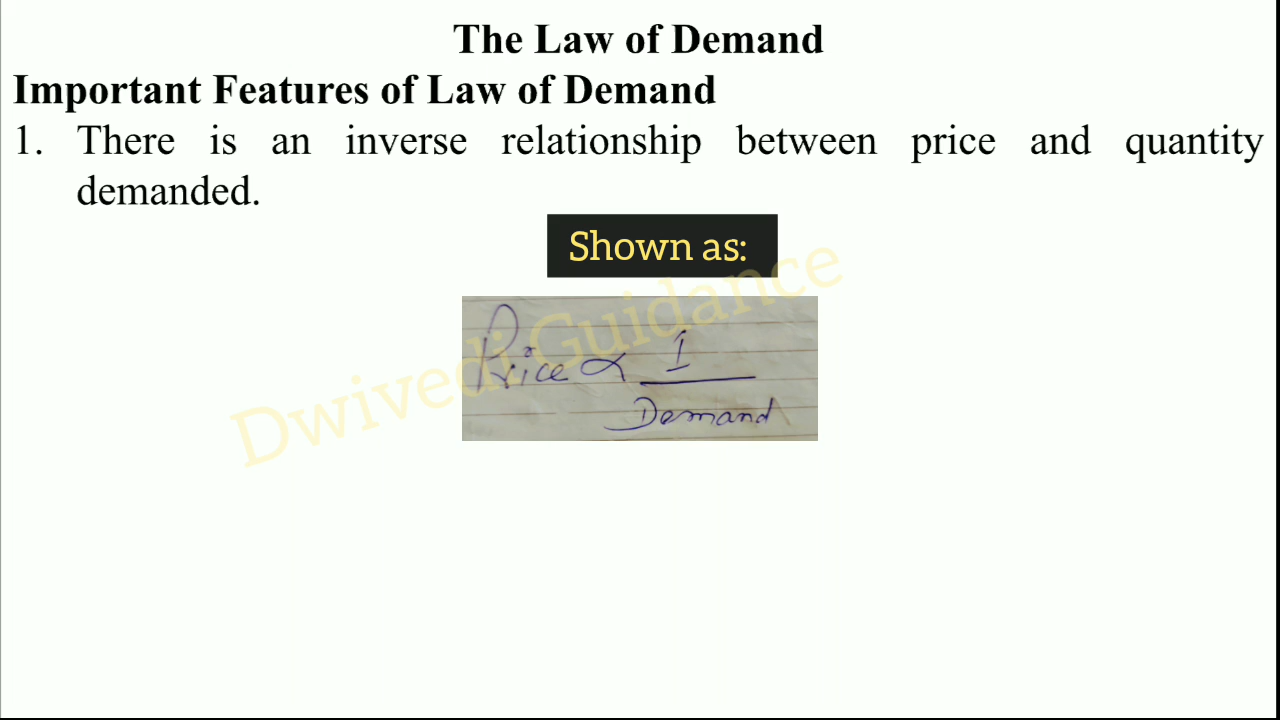 The Law of Demand
Important Features of Law of Demand
1. There is an inverse relationship between price and quantity
demanded.
Shown as:
Dwivedi Guidance
Price ∝ 1
Demand